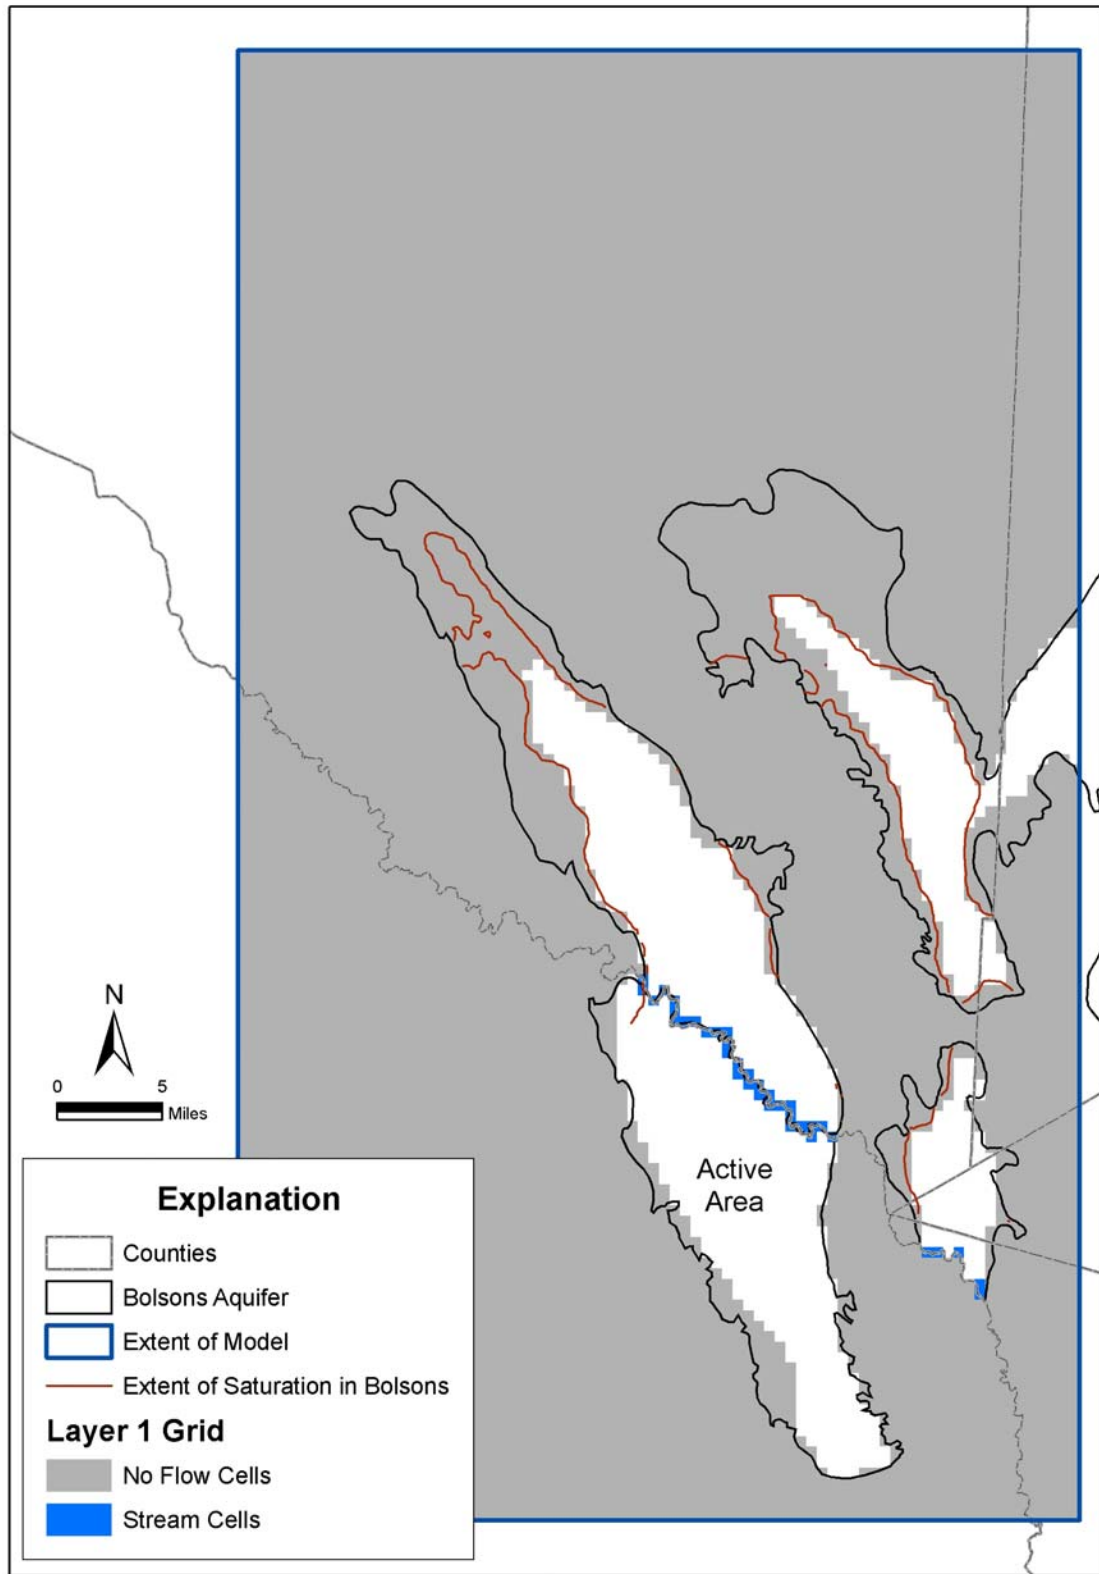 N
0 5
Miles
Active
Area
Explanation
Counties
Bolsons Aquifer
Extent of Model
Extent of Saturation in Bolsons
Layer 1 Grid
No Flow Cells
Stream Cells